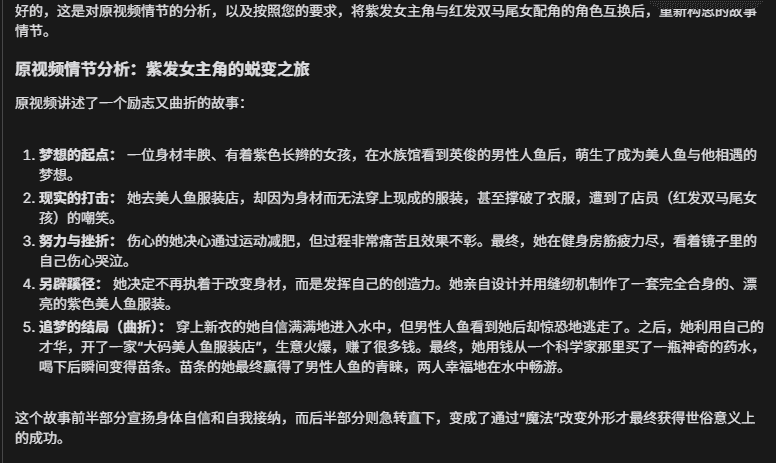 好的，这是对原视频情节的分析，以及按照您的要求，将紫发女主角与红发双马尾女配角的角色互换后，重新构思的故事
情节。
原视频情节分析：紫发女主角的蜕变之旅
原视频讲述了一个励志又曲折的故事：
1. 梦想的起点： 一位身材丰腴、有着紫色长辫的女孩，在水族馆看到英俊的男性人鱼后，萌生了成为美人鱼与他相遇的
梦想。
2. 现实的打击： 她去美人鱼服装店，却因为身材而无法穿上现成的服装，甚至撑破了衣服，遭到了店员（红发双马尾女
孩）的嘲笑。
3. 努力与挫折： 伤心的她决心通过运动减肥，但过程非常痛苦且效果不彰。最终，她在健身房筋疲力尽，看着镜子里的
自己伤心哭泣。
4. 另辟蹊径： 她决定不再执着于改变身材，而是发挥自己的创造力。她亲自设计并用缝纫机制作了一套完全合身的、漂
亮的紫色美人鱼服装。
5. 追梦的结局（曲折）： 穿上新衣的她自信满满地进入水中，但男性人鱼看到她后却惊恐地逃走了。之后，她利用自己的
才华，开了一家“大码美人鱼服装店”，生意火爆，赚了很多钱。最终，她用钱从一个科学家那里买了一瓶神奇的药水，
喝下后瞬间变得苗条。苗条的她最终赢得了男性人鱼的青睐，两人幸福地在水中畅游。
这个故事前半部分宣扬身体自信和自我接纳，而后半部分则急转直下，变成了通过“魔法”改变外形才最终获得世俗意义上
的成功。